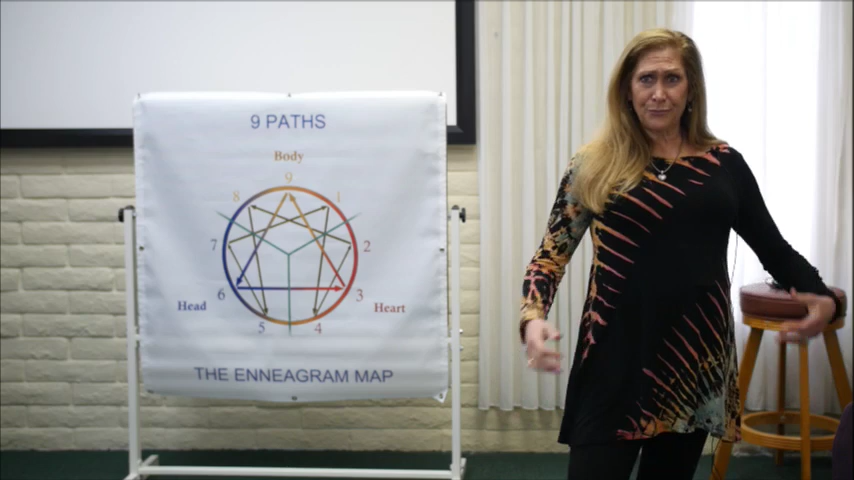 9 PATHS
Body
9
8 1
7 2
6 3
Head Heart
5 4
THE ENNEAGRAM MAP